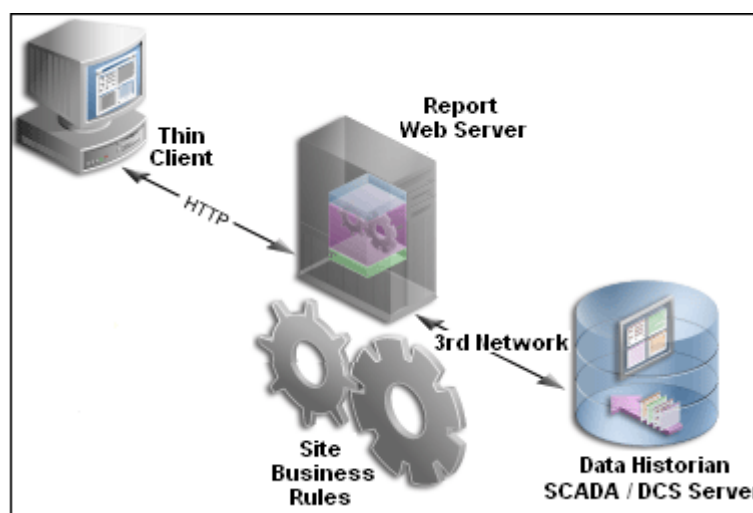 Thin
Client
Report
Web Server
HTTP
3rd Network
Site
Business
Rules
Data Historian
SCADA / DCS Server